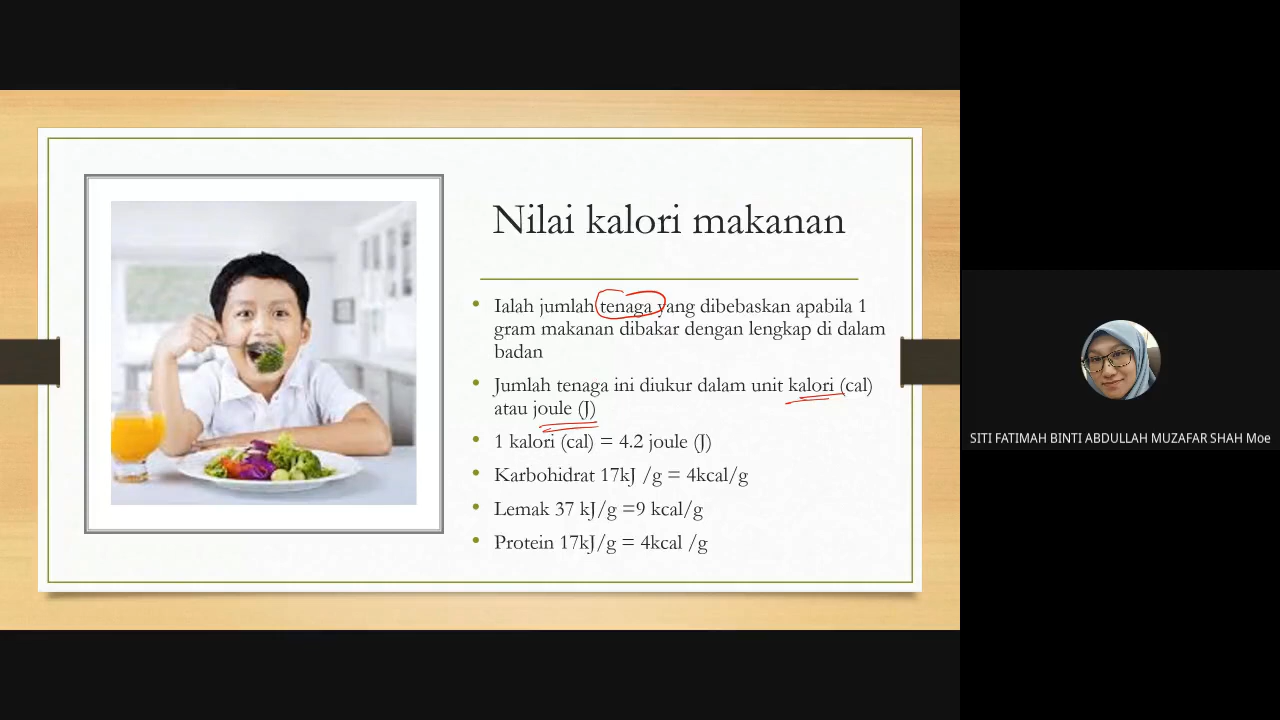 Nilai kalori makanan
• Ialah jumlah tenaga yang dibebaskan apabila 1
gram makanan dibakar dengan lengkap di dalam
badan
• Jumlah tenaga ini diukur dalam unit kalori (cal)
atau joule (J)
• 1 kalori (cal) = 4.2 joule (J)
• Karbohidrat 17kJ /g = 4kcal/g
• Lemak 37 kJ/g =9 kcal/g
• Protein 17kJ/g = 4kcal /g
SITI FATIMAH BINTI ABDULLAH MUZAFAR SHAH Moe